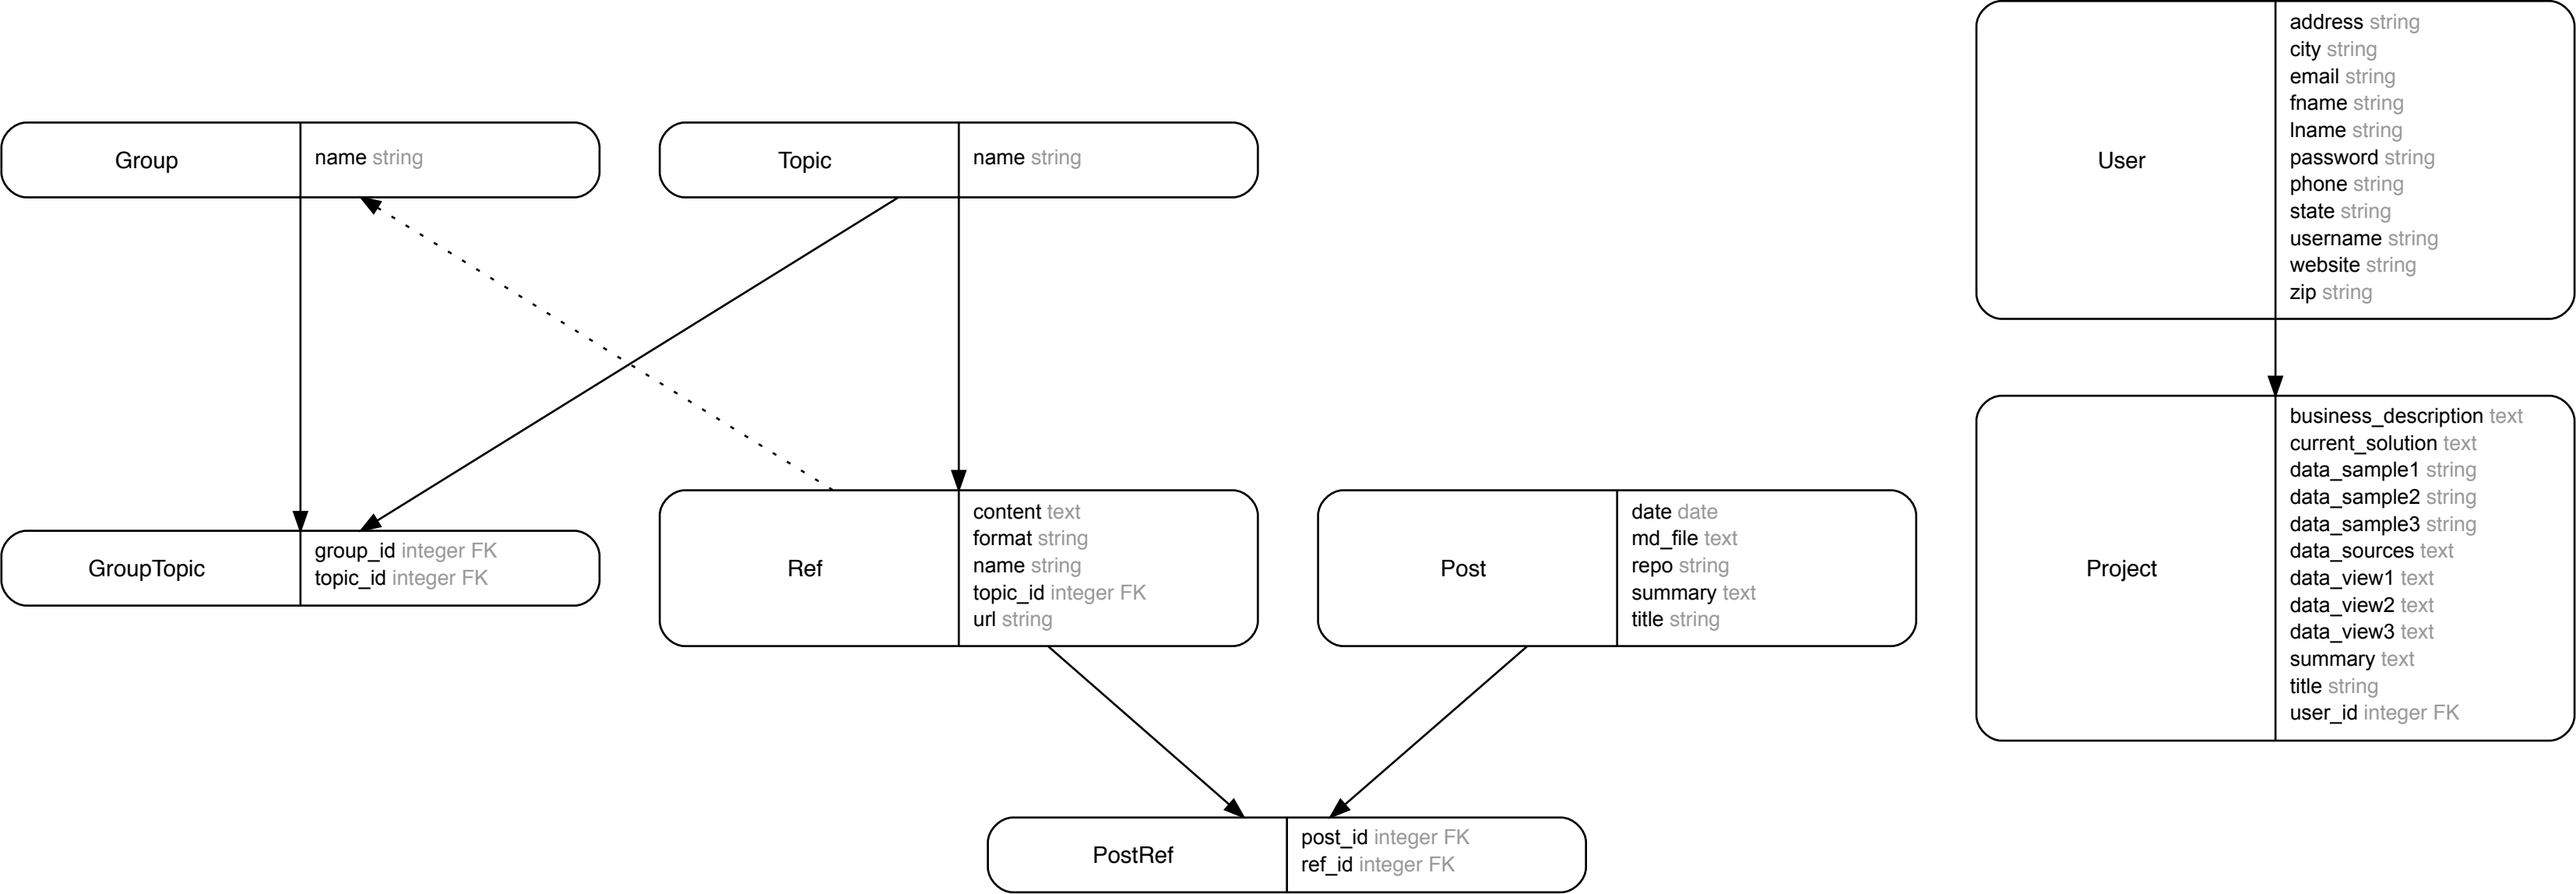 Group
name string
Topic
name string
User
address string
city string
email string
fname string
lname string
password string
phone string
state string
username string
website string
zip string
GroupTopic
group_id integer FK
topic_id integer FK
Ref
content text
format string
name string
topic_id integer FK
url string
Post
date date
md_file text
repo string
summary text
title string
Project
business_description text
current_solution text
data_sample1 string
data_sample2 string
data_sample3 string
data_sources text
data_view1 text
data_view2 text
data_view3 text
summary text
title string
user_id integer FK
PostRef
post_id integer FK
ref_id integer FK